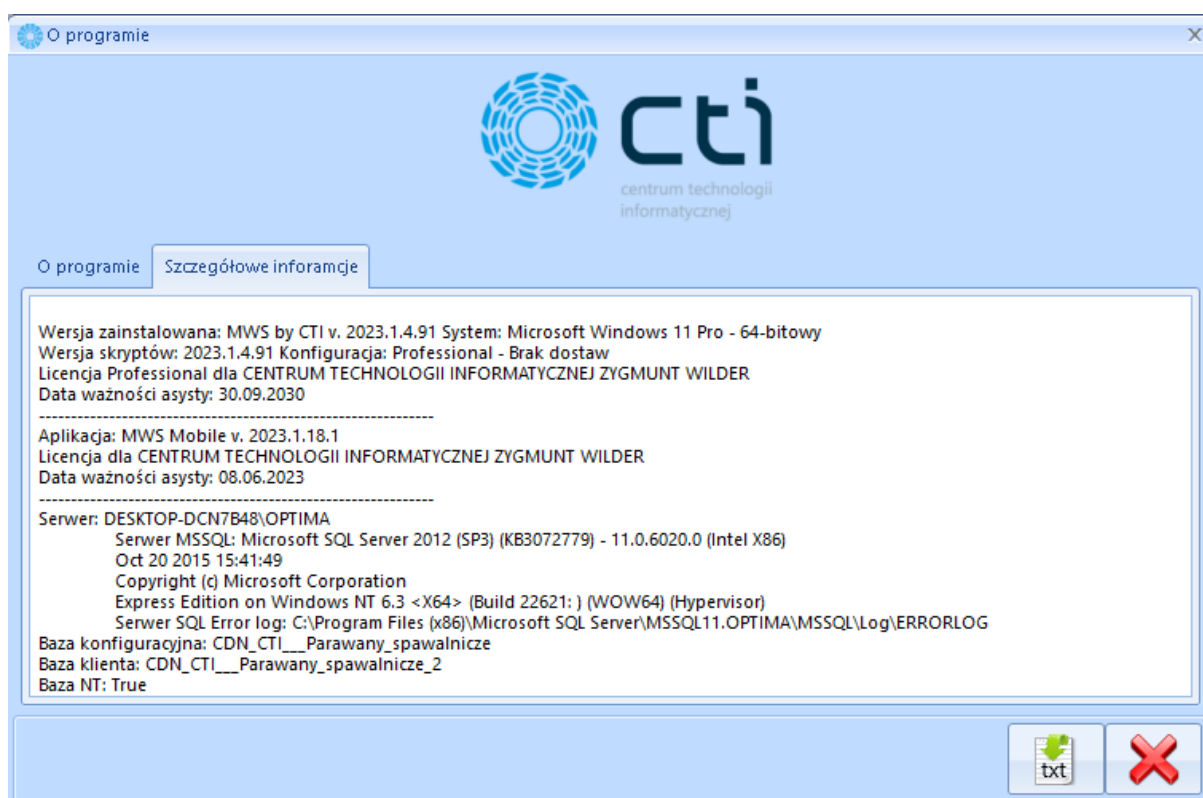 O programie
cti
centrum technologii
informatycznej
O programie
Szczegółowe inforamcje
Wersja zainstalowana: MWS by CTI v. 2023.1.4.91 System: Microsoft Windows 11 Pro - 64-bitowy
Wersja skryptów: 2023.1.4.91 Konfiguracja: Professional - Brak dostaw
Licencja Professional dla CENTRUM TECHNOLOGII INFORMATYCZNEJ ZYGMUNT WILDER
Data ważności asysty: 30.09.2030
--------------------------------------------------------------
Aplikacja: MWS Mobile v. 2023.1.18.1
Licencja dla CENTRUM TECHNOLOGII INFORMATYCZNEJ ZYGMUNT WILDER
Data ważności asysty: 08.06.2023
--------------------------------------------------------------
Serwer: DESKTOP-DCN7B48\OPTIMA
Serwer MSSQL: Microsoft SQL Server 2012 (SP3) (KB3072779) - 11.0.6020.0 (Intel X86)
Oct 20 2015 15:41:49
Copyright (c) Microsoft Corporation
Express Edition on Windows NT 6.3 <X64> (Build 22621: ) (WOW64) (Hypervisor)
Serwer SQL Error log: C:\Program Files (x86)\Microsoft SQL Server\MSSQL11.OPTIMA\MSSQL\Log\ERRORLOG
Baza konfiguracyjna: CDN_CTI___Parawany_spawalnicze
Baza klienta: CDN_CTI___Parawany_spawalnicze_2
Baza NT: True
txt